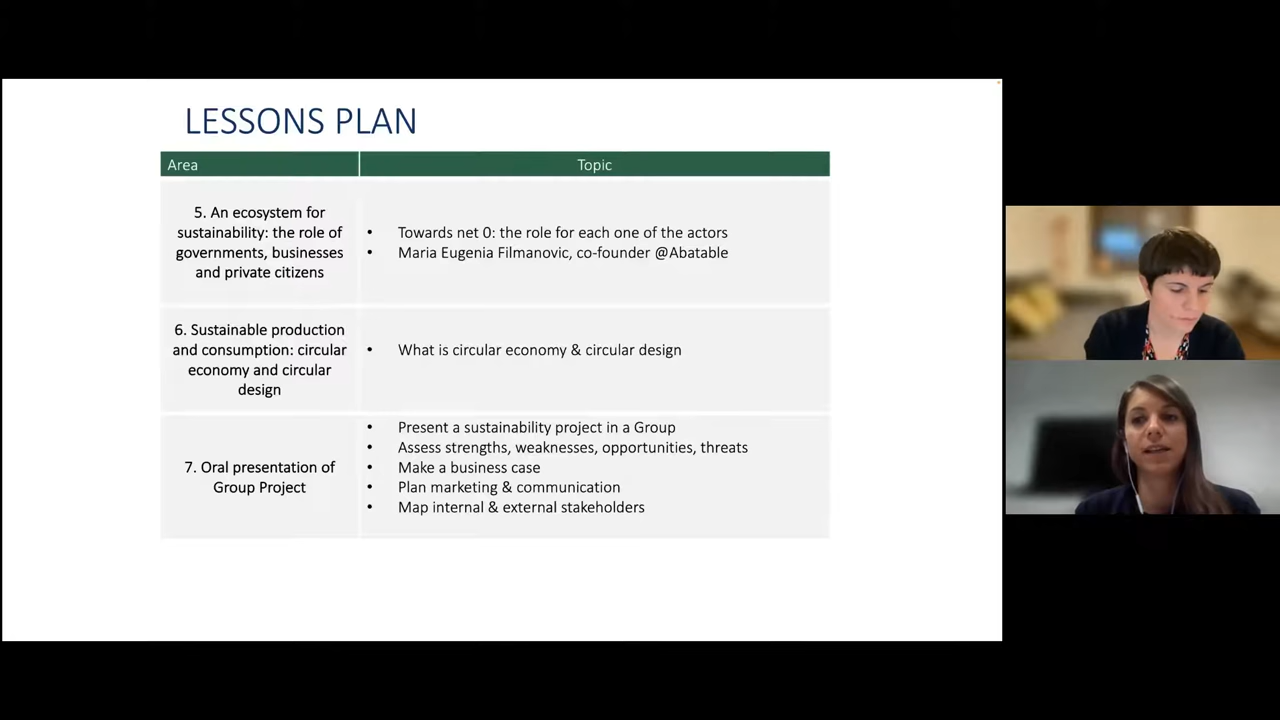 LESSONS PLAN
Area
Topic
5. An ecosystem for
sustainability: the role of
governments, businesses
and private citizens
• Towards net 0: the role for each one of the actors
• Maria Eugenia Filmanovic, co-founder @Abatable
6. Sustainable production
and consumption: circular
economy and circular
design
• What is circular economy & circular design
7. Oral presentation of
Group Project
• Present a sustainability project in a Group
• Assess strengths, weaknesses, opportunities, threats
• Make a business case
• Plan marketing & communication
• Map internal & external stakeholders